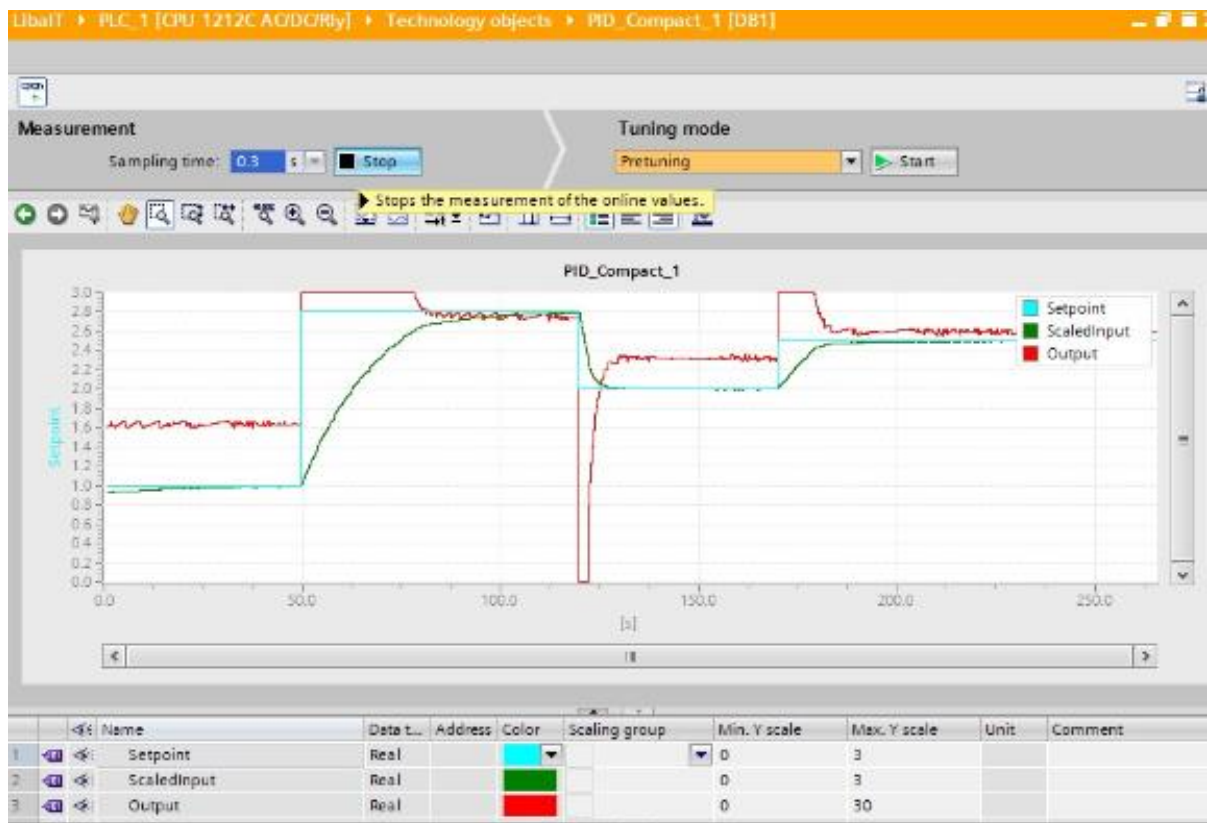 LibalT ▸ PLC_1 [CPU 1212C AC/DC/Rly] ▸ Technology objects ▸ PID_Compact_1 [DB1]
Measurement
Tuning mode
Sampling time: 0.3 s Stop
Pretuning Start
Stops the measurement of the online values.
PID_Compact_1
Setpoint
ScaledInput
Output
Setpoint
3.0
2.8
2.6
2.4
2.2
2.0
1.8
1.6
1.4
1.2
1.0
0.8
0.6
0.4
0.2
0.0
0.0 50.0 100.0 150.0 200.0 250.0
[s]
Name Data t... Address Color Scaling group Min. Y scale Max. Y scale Unit Comment
1 Setpoint Real 0 3
2 ScaledInput Real 0 3
3 Output Real 0 30